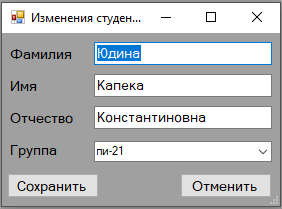 Изменения студен...
Фамилия Юдина
Имя Капека
Отчество Константиновна
Группа пи-21
Сохранить Отменить